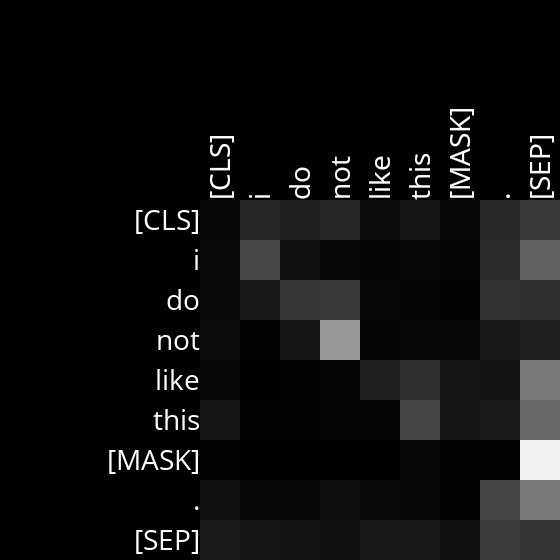 [CLS] i do not like this [MASK] . [SEP]
[CLS]
i
do
not
like
this
[MASK]
.
[SEP]